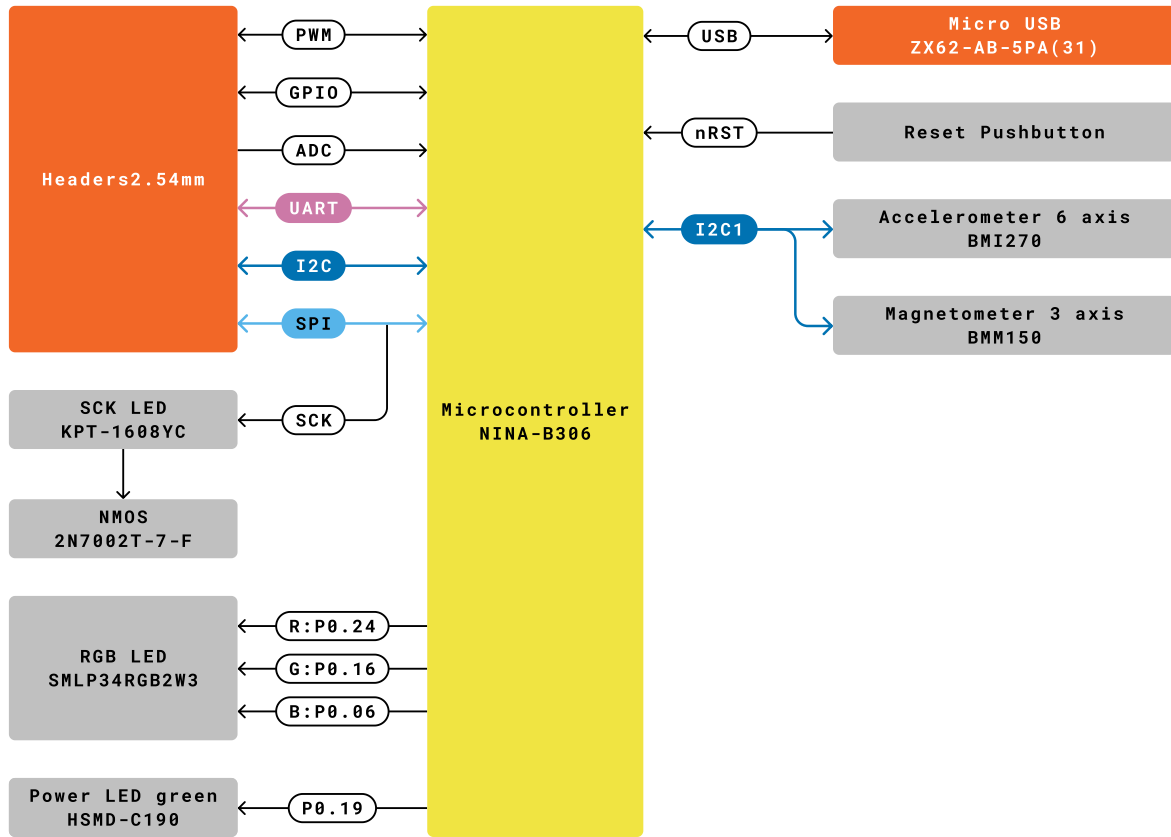 Headers2.54mm
PWM
GPIO
ADC
UART
I2C
SPI
SCK LED
KPT-1608YC
SCK
NMOS
2N7002T-7-F
RGB LED
SMLP34RGB2W3
R:P0.24
G:P0.16
B:P0.06
Power LED green
HSMD-C190
P0.19
Microcontroller
NINA-B306
USB
Micro USB
ZX62-AB-5PA(31)
nRST
Reset Pushbutton
I2C1
Accelerometer 6 axis
BMI270
Magnetometer 3 axis
BMM150